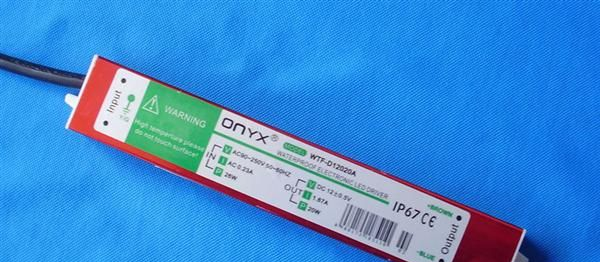 Input
Y/G
WARNING
High temperture please
do not touch surface!
ONYX®
MODEL WTF-D12020A
WATERPROOF ELECTRONIC LED DRIVER
IN
V AC90~250V 50~60HZ
I AC 0.23A
P 26W
OUT
V DC 12±0.5V
I 1.67A
P 20W
IP67 CE
+BROWN
Output
-BLUE